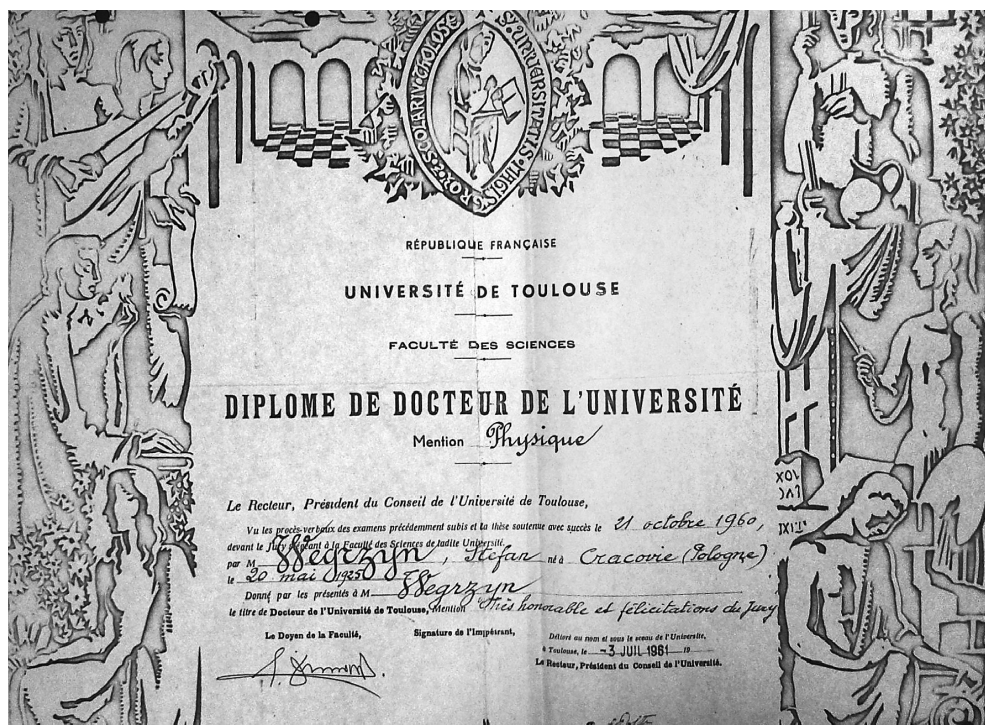 UNIVERSITATIS
RÉPUBLIQUE FRANÇAISE
UNIVERSITÉ DE TOULOUSE
FACULTÉ DES SCIENCES
DIPLOME DE DOCTEUR DE L'UNIVERSITÉ
Mention Physique
Le Recteur, Président du Conseil de l'Université de Toulouse,
Vu les procès-verbaux des examens précédemment subis et la thèse soutenue avec succès le 21 octobre 1960,
devant le Jury siégeant à la Faculté des Sciences de ladite Université.
par M Wegrzyn, Stefan né à Cracovie (Pologne)
le 20 mai 1925
Donné par les présentes à M Wegrzyn
le titre de Docteur de l'Université de Toulouse, Mention Très honorable et félicitations du Jury
Le Doyen de la Faculté, Signature de l'Impétrant, Délivré au nom et sous le sceau de l'Université,
à Toulouse, le -3 JUIL 1961 19
Le Recteur, Président du Conseil de l'Université.